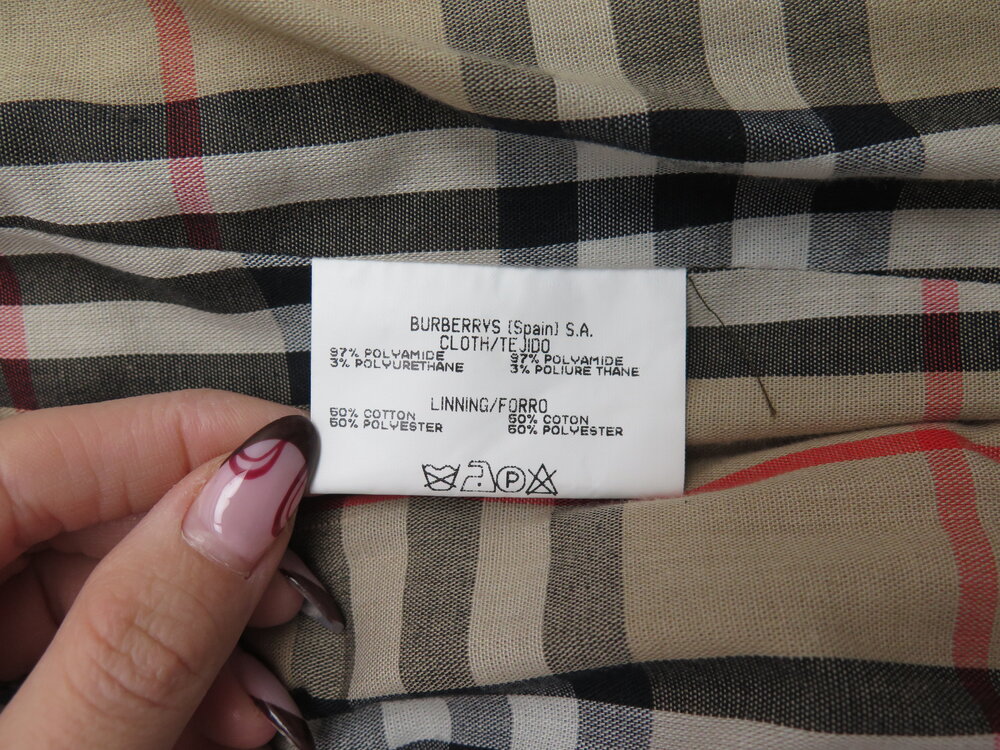 BURBERRYS (Spain) S.A.
CLOTH/TEJIDO
97% POLYAMIDE 97% POLYAMIDE
3% POLYURETHANE 3% POLIURE THANE
LINNING/FORRO
50% COTTON 50% COTON
50% POLYESTER 50% POLYESTER
P